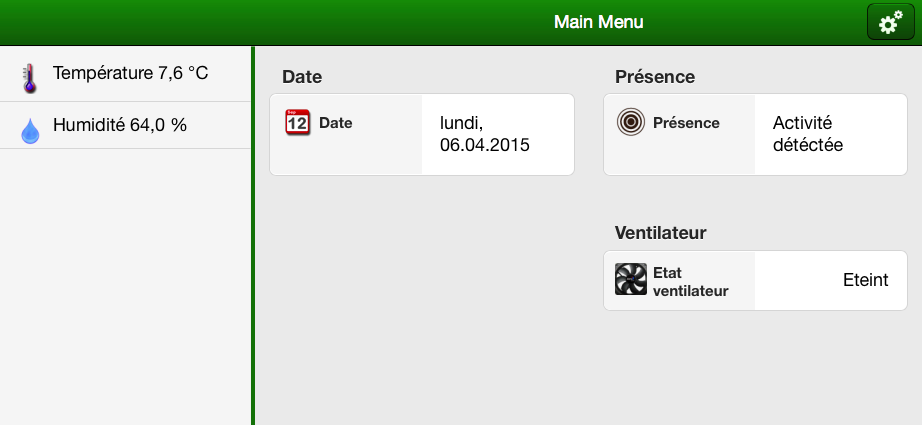 Main Menu
Température 7,6 °C
Humidité 64,0 %
Date
12
Date
lundi,
06.04.2015
Présence
Présence
Activité
détéctée
Ventilateur
Etat
ventilateur
Eteint